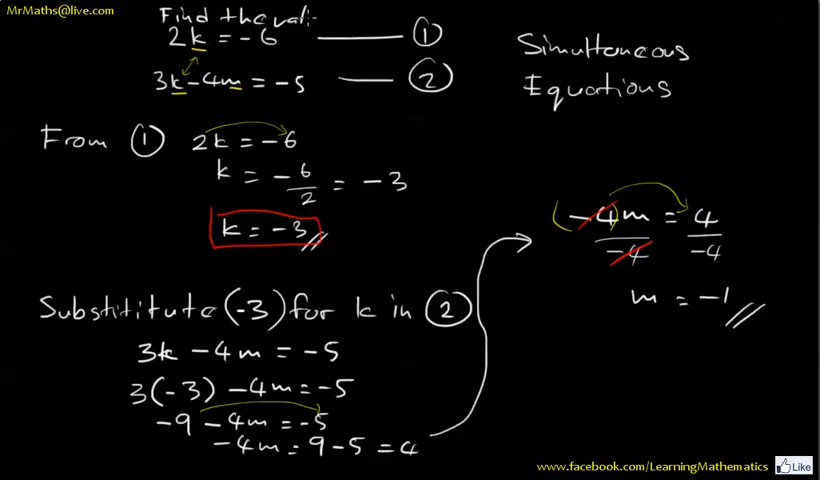 MrMaths@live.com
Find the val
2k = -6 ——— ①
3k - 4m = -5 —— ②
Simultaneous
Equations
From ① 2k = -6
k = -6/2 = -3
k = -3
Substititute (-3) for k in ②
3k - 4m = -5
3(-3) - 4m = -5
-9 - 4m = -5
-4m = 9 - 5 = 4
-4m/-4 = 4/-4
m = -1
www.facebook.com/LearningMathematics
Like